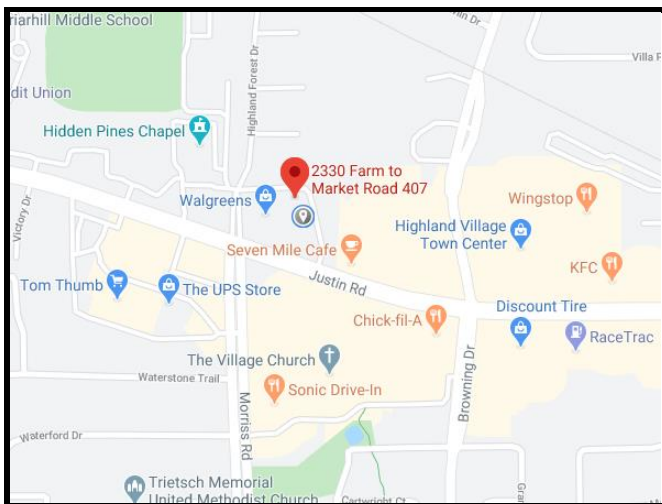 riarhill Middle School
Highland Forest Dr
win Dr
Villa
dit Union
Hidden Pines Chapel
2330 Farm to
Market Road 407
Walgreens
Wingstop
Victory Dr
Highland Village
Town Center
Seven Mile Cafe
KFC
Justin Rd
Tom Thumb
The UPS Store
Discount Tire
Chick-fil-A
RaceTrac
The Village Church
Waterstone Trail
Sonic Drive-In
Morriss Rd
Browning Dr
Waterford Dr
Trietsch Memorial
United Methodist Church
Cartwright Ct
Gra